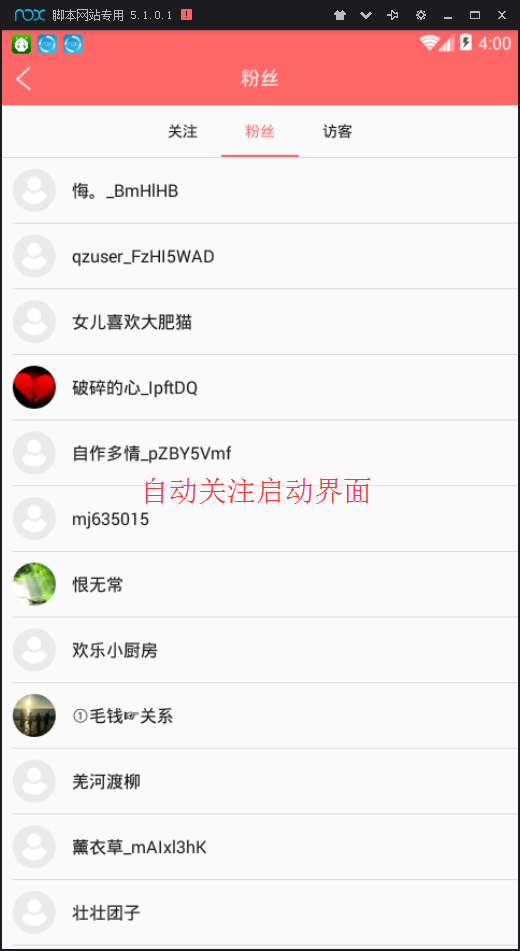 nox 脚本网站专用 5.1.0.1
4:00
粉丝
关注 粉丝 访客
悔。_BmHlHB
qzuser_FzHI5WAD
女儿喜欢大肥猫
破碎的心_IpftDQ
自作多情_pZBY5Vmf
自动关注启动界面
mj635015
恨无常
欢乐小厨房
①毛钱☞关系
羌河渡柳
薰衣草_mAIxl3hK
壮壮团子